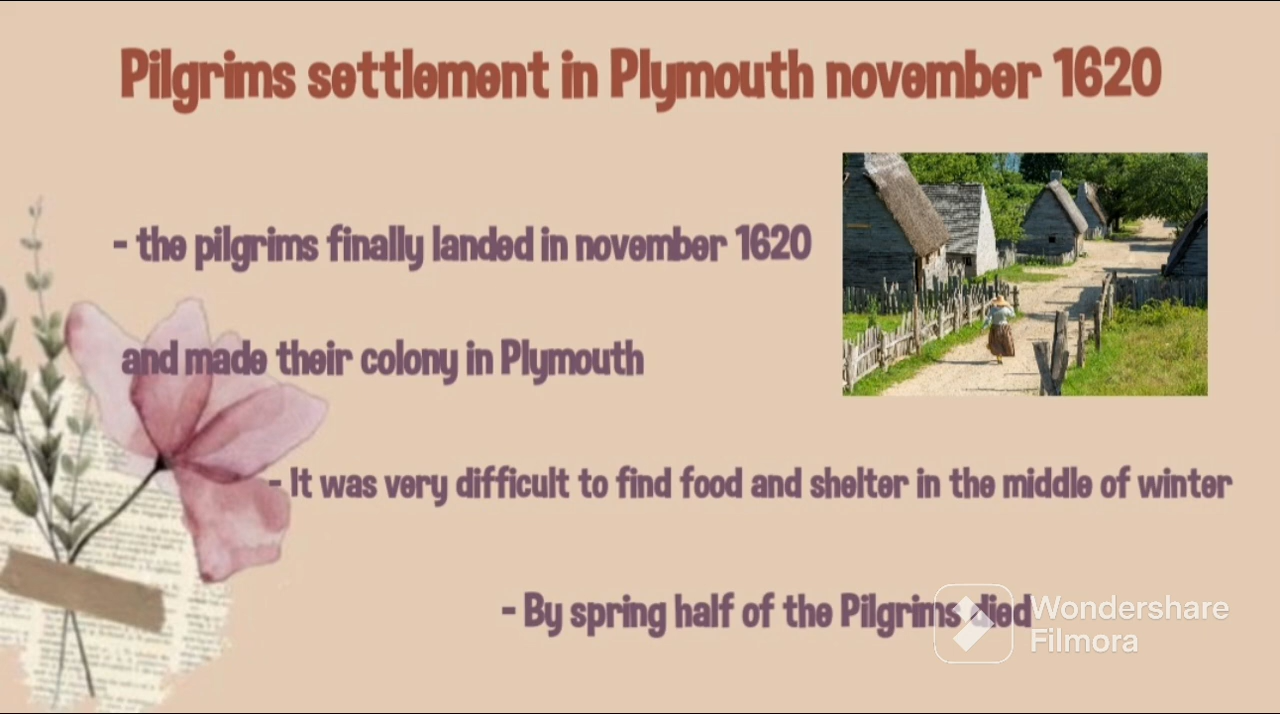 Pilgrims settlement in Plymouth november 1620
- the pilgrims finally landed in november 1620
and made their colony in Plymouth
- It was very difficult to find food and shelter in the middle of winter
- By spring half of the Pilgrims died
Wondershare
Filmora